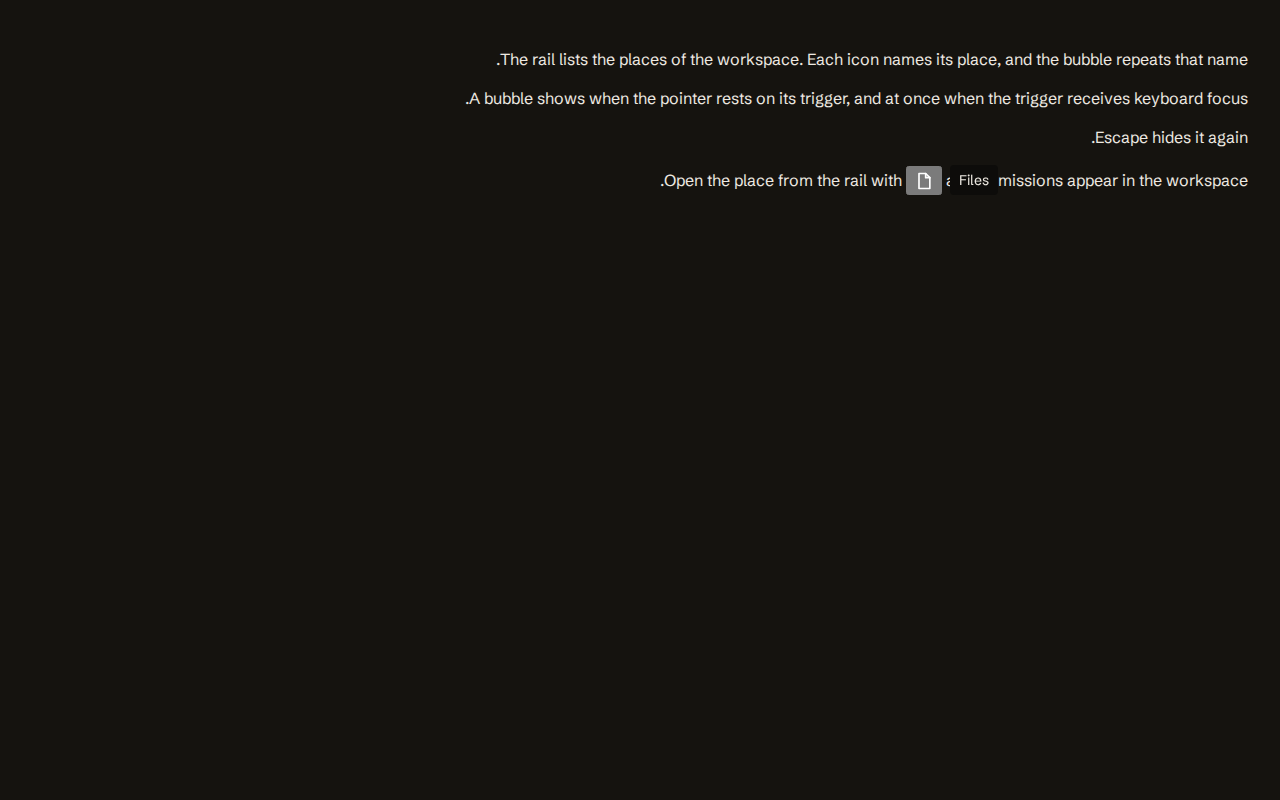 .The rail lists the places of the workspace. Each icon names its place, and the bubble repeats that name
.A bubble shows when the pointer rests on its trigger, and at once when the trigger receives keyboard focus
.Escape hides it again
.Open the place from the rail with Files missions appear in the workspace